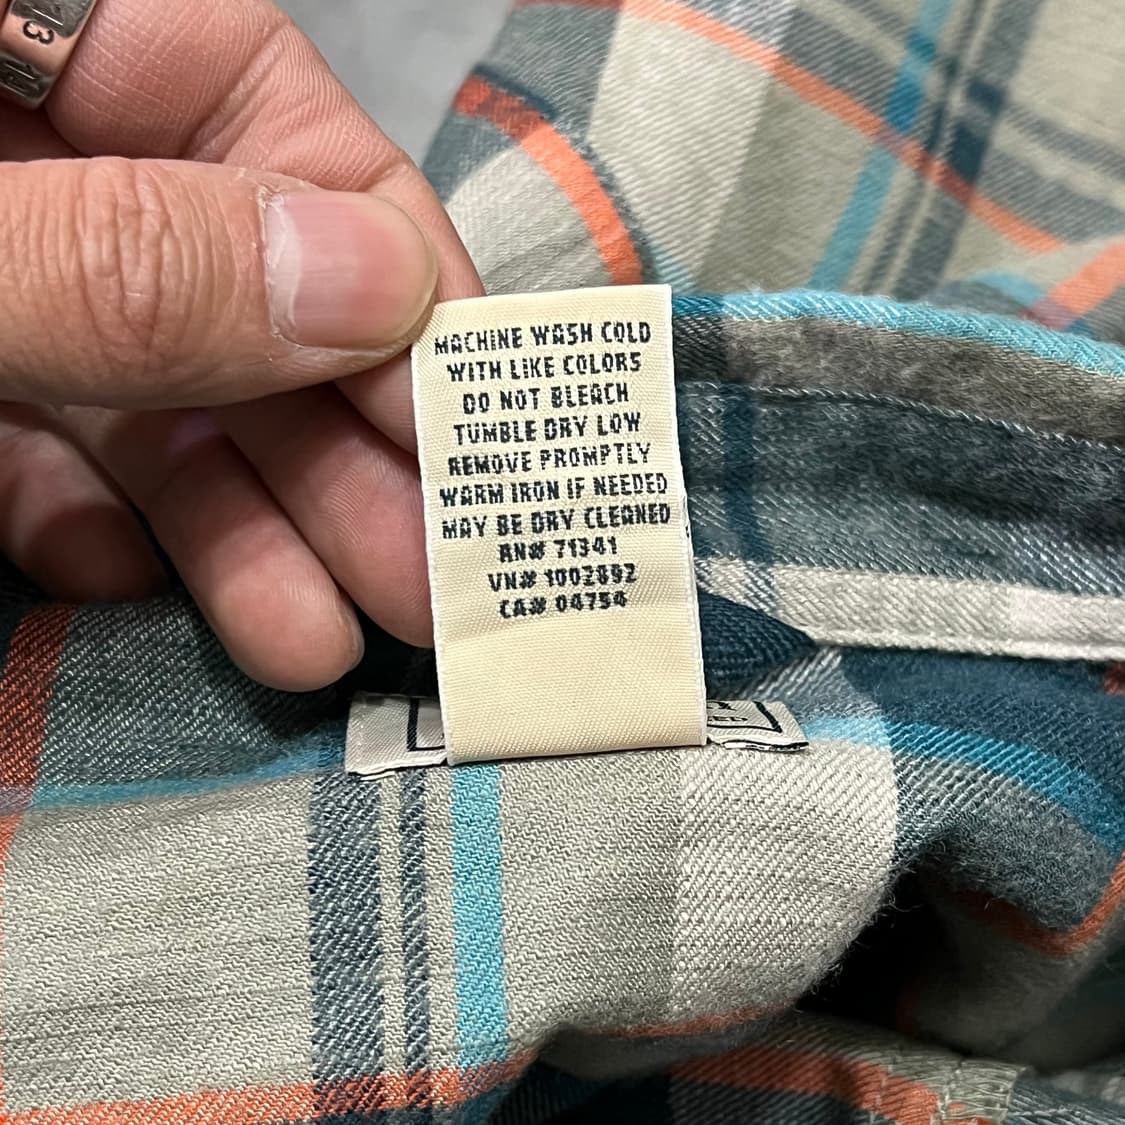 13
MACHINE WASH COLD
WITH LIKE COLORS
DO NOT BLEACH
TUMBLE DRY LOW
REMOVE PROMPTLY
WARM IRON IF NEEDED
MAY BE DRY CLEANED
RN# 71341
VN# 1002892
CA# 04754